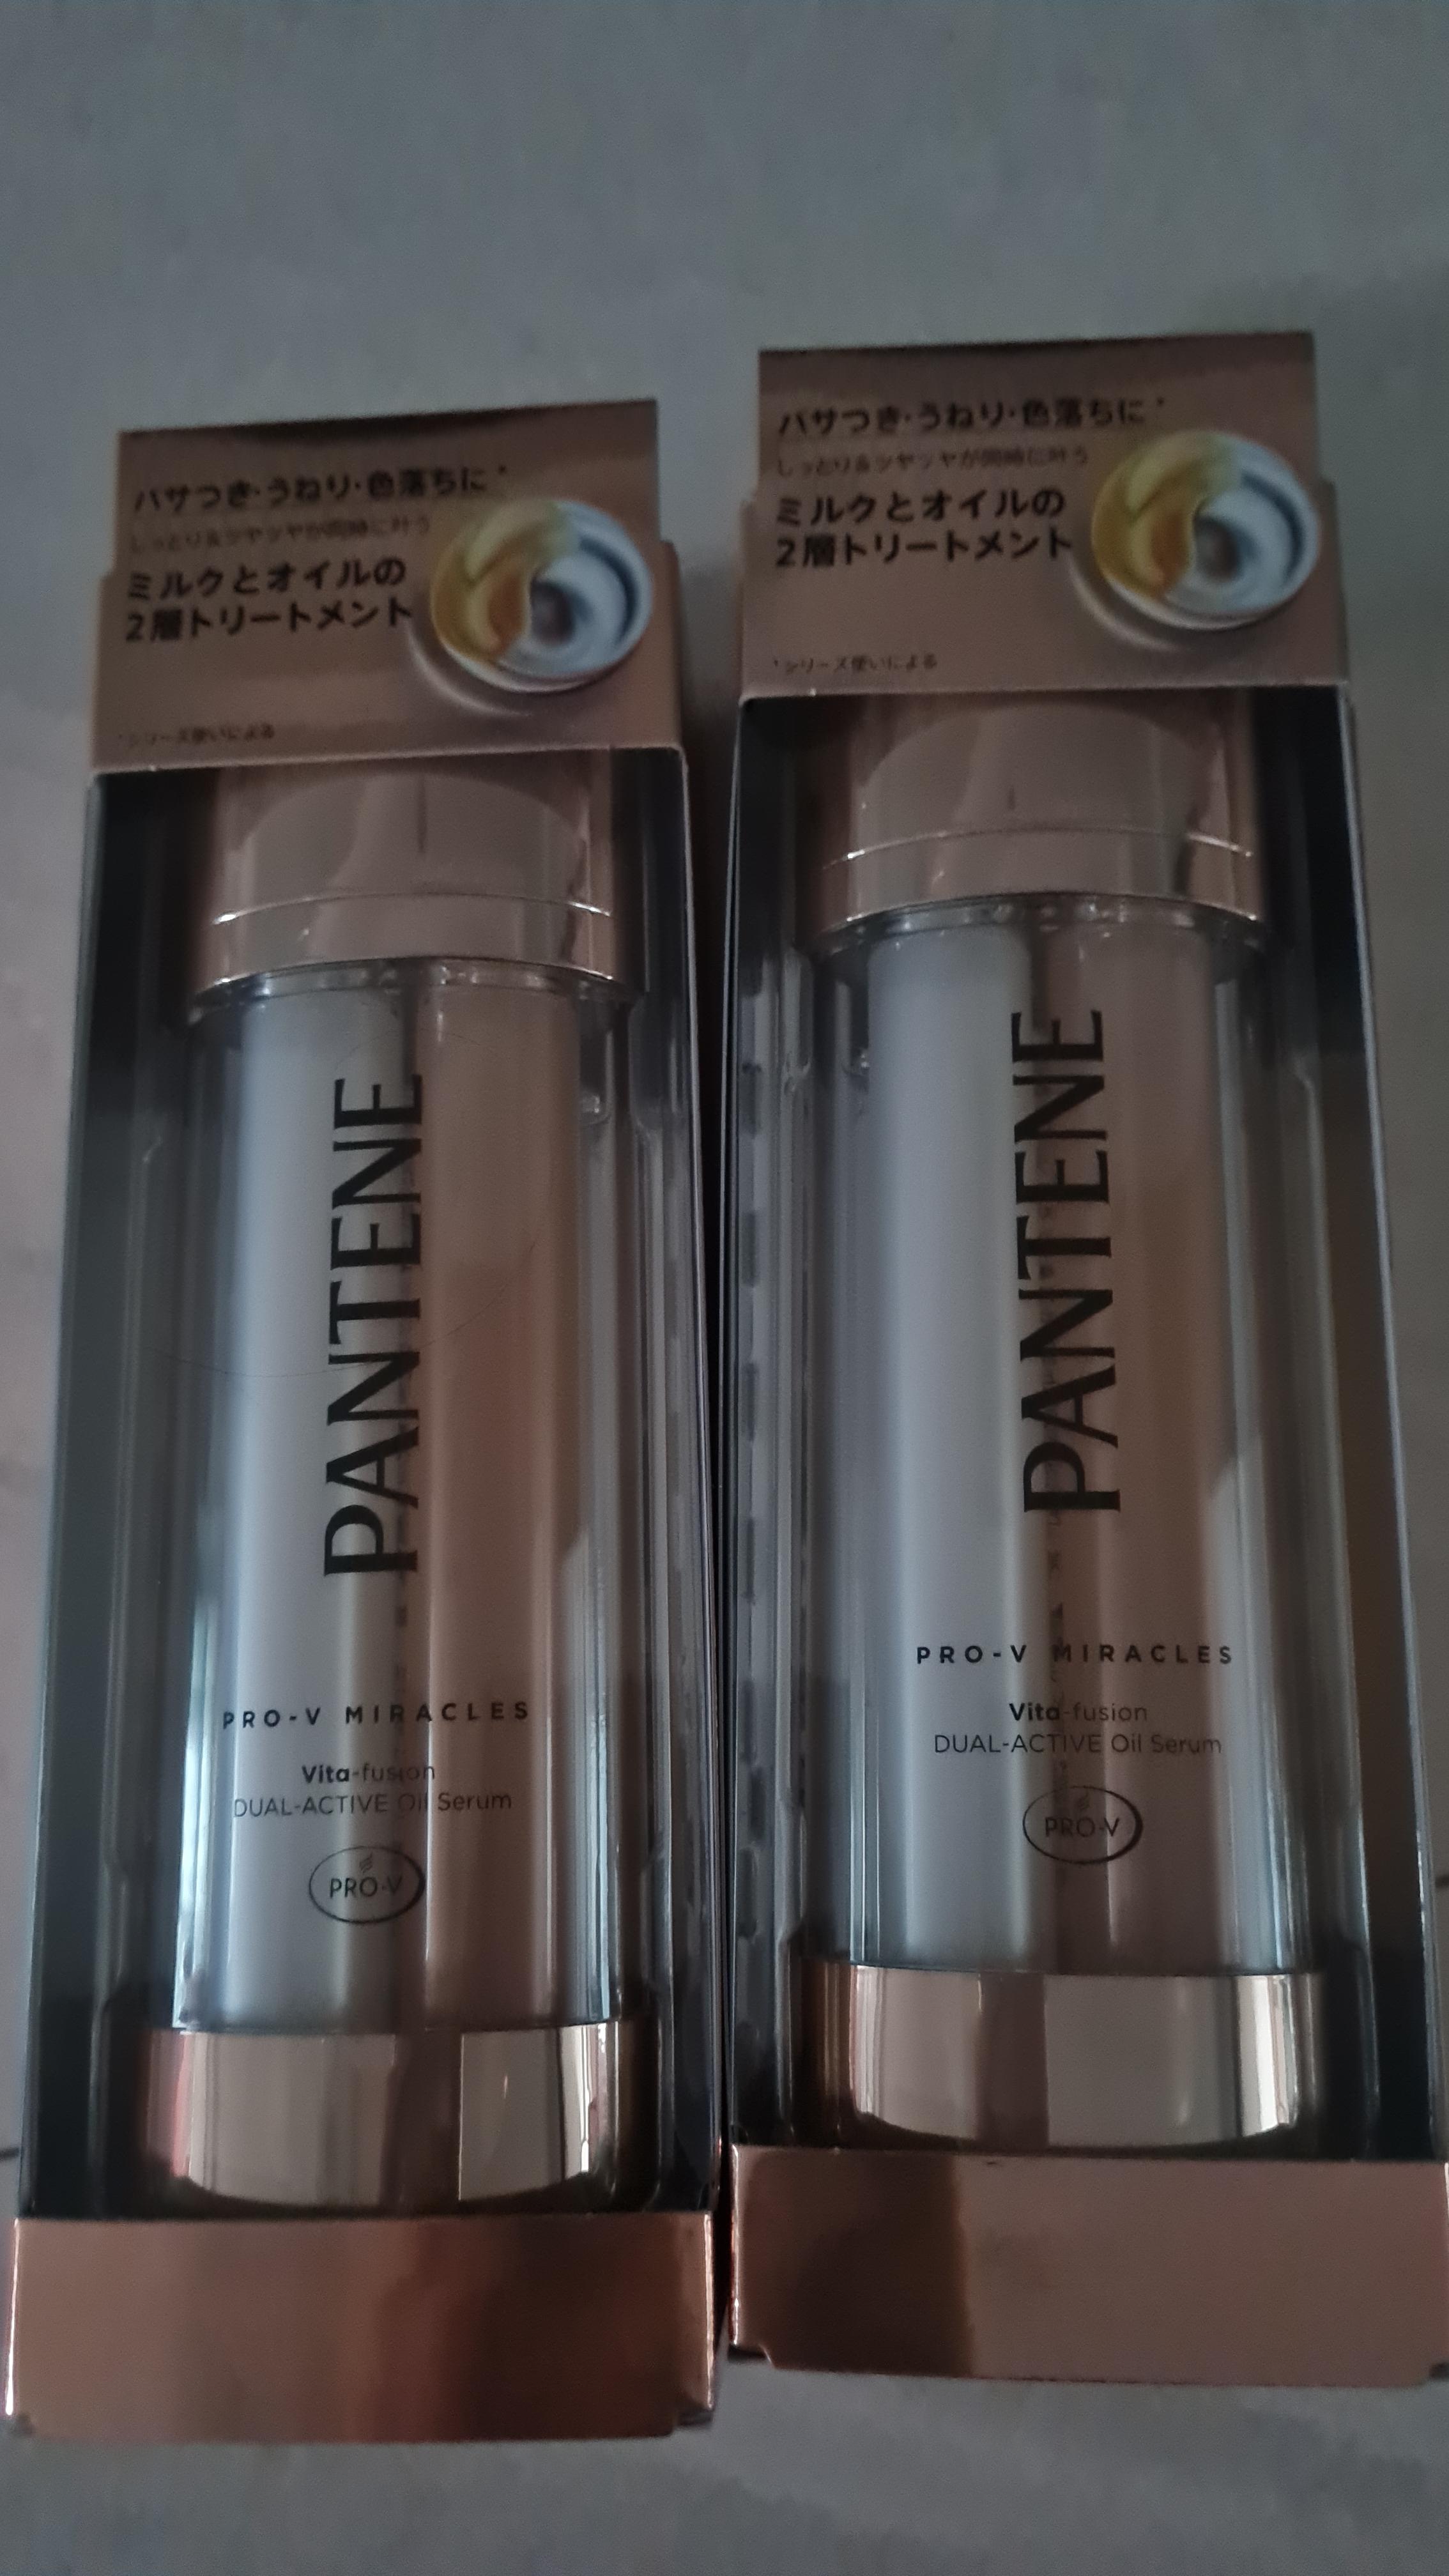 パサつき・うねり・色落ちに*
しっとり&ツヤツヤが同時に叶う
ミルクとオイルの
2層トリートメント
*シリーズ使いによる
PANTENE
PRO-V MIRACLES
Vita-fusion
DUAL-ACTIVE Oil Serum
PRO-V
パサつき・うねり・色落ちに*
しっとり&ツヤツヤが同時に叶う
ミルクとオイルの
2層トリートメント
*シリーズ使いによる
PANTENE
PRO-V MIRACLES
Vita-fusion
DUAL-ACTIVE Oil Serum
PRO-V